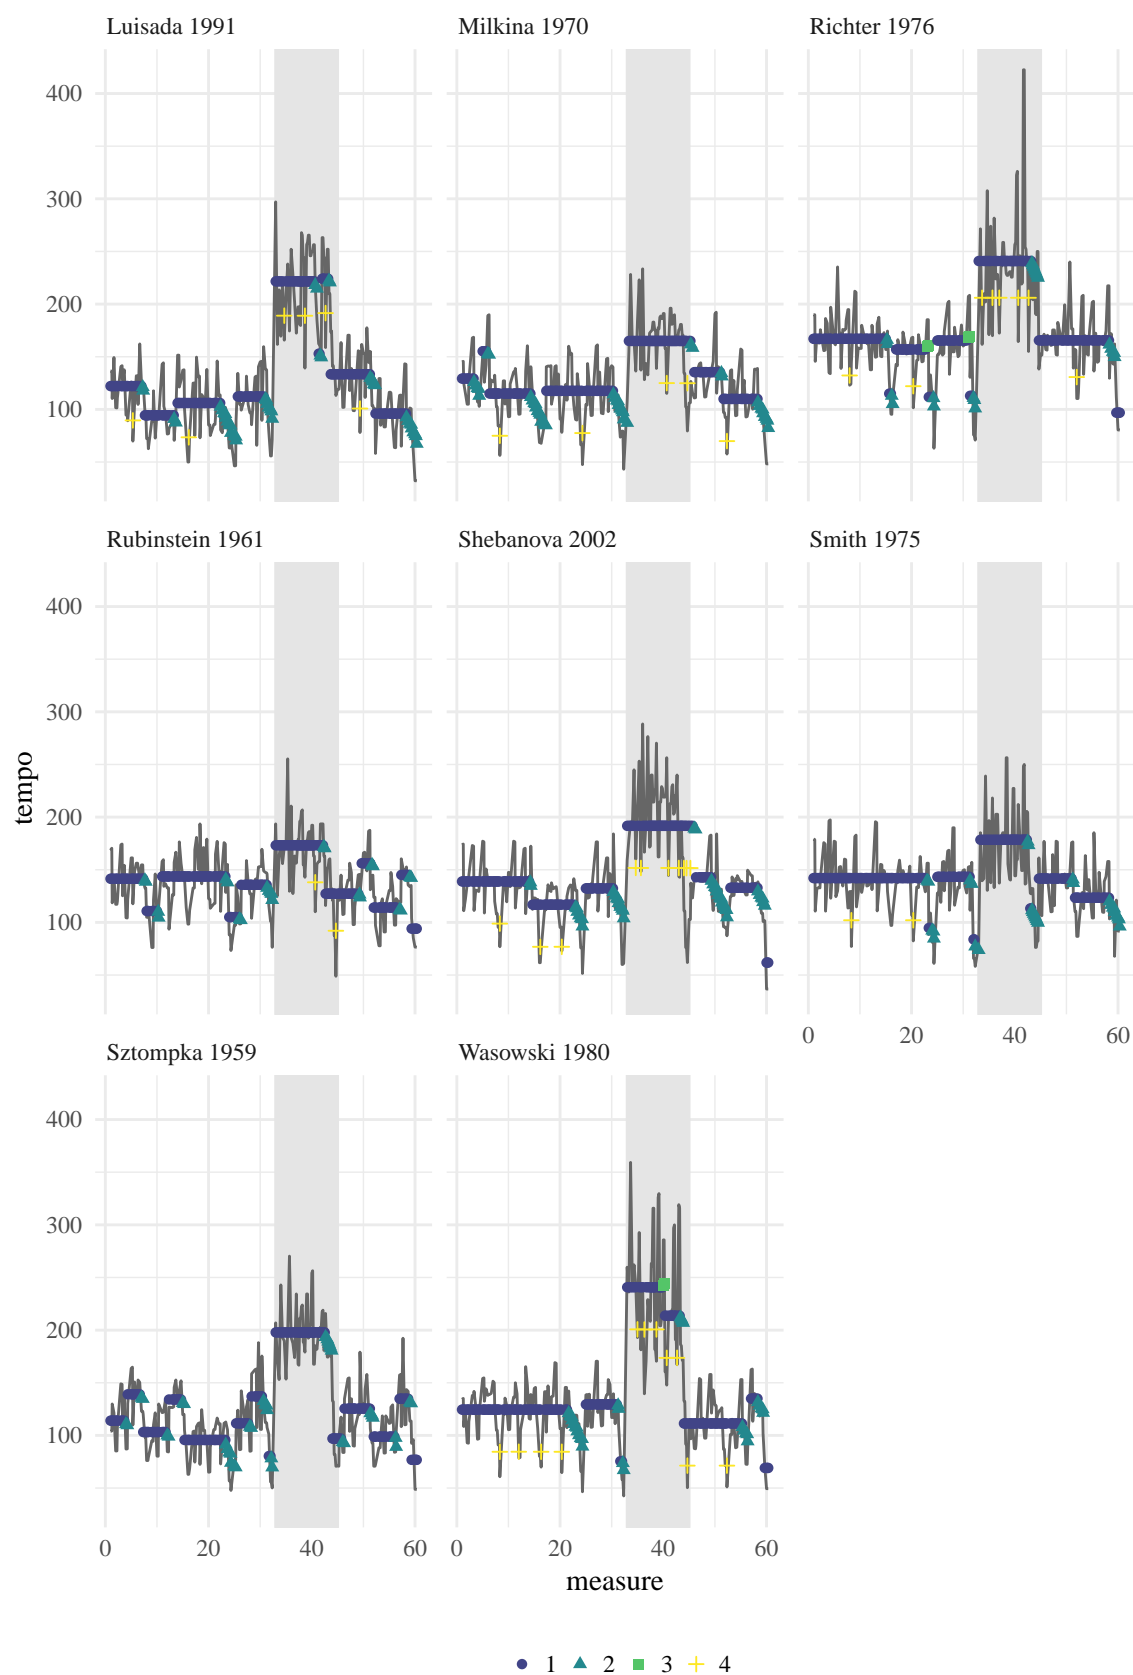 Luisada 1991 Milkina 1970 Richter 1976
400
300
200
100
Rubinstein 1961 Shebanova 2002 Smith 1975
400
300
200
100
tempo
0 20 40 60
Sztompka 1959 Wasowski 1980
400
300
200
100
0 20 40 60 0 20 40 60
measure
1 2 3 4